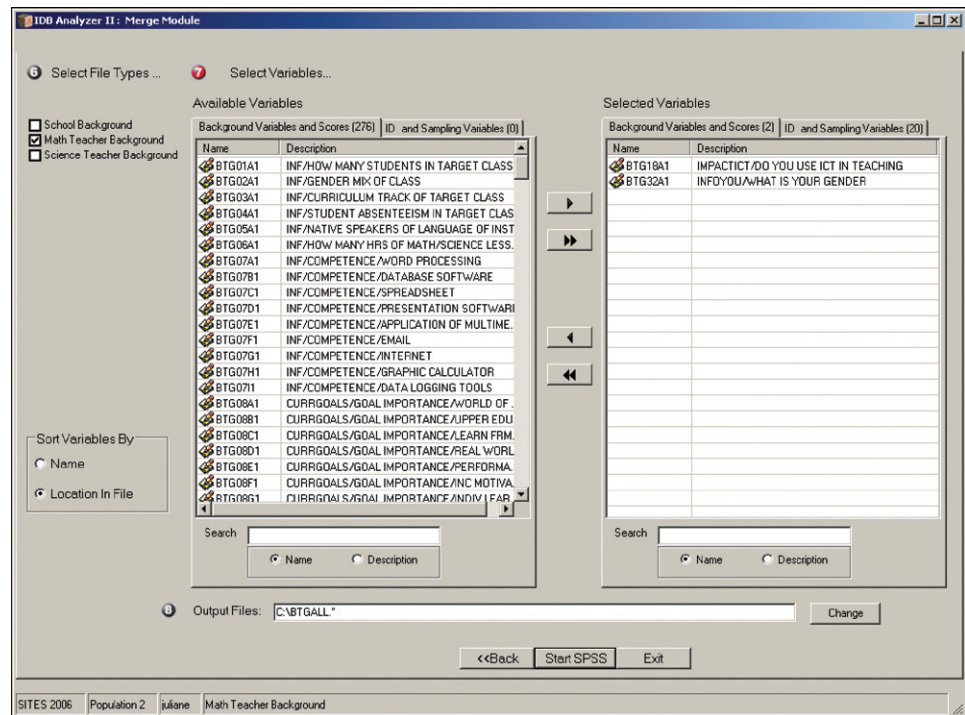 IDB Analyzer II: Merge Module
6 Select File Types ...
7 Select Variables...
School Background
Math Teacher Background
Science Teacher Background
Available Variables
Background Variables and Scores (276) ID and Sampling Variables (0)
Name Description
BTG01A1 INF/HOW MANY STUDENTS IN TARGET CLASS
BTG02A1 INF/GENDER MIX OF CLASS
BTG03A1 INF/CURRICULUM TRACK OF TARGET CLASS
BTG04A1 INF/STUDENT ABSENTEEISM IN TARGET CLAS
BTG05A1 INF/NATIVE SPEAKERS OF LANGUAGE OF INST
BTG06A1 INF/HOW MANY HRS OF MATH/SCIENCE LESS.
BTG07A1 INF/COMPETENCE/WORD PROCESSING
BTG07B1 INF/COMPETENCE/DATABASE SOFTWARE
BTG07C1 INF/COMPETENCE/SPREADSHEET
BTG07D1 INF/COMPETENCE/PRESENTATION SOFTWARI
BTG07E1 INF/COMPETENCE/APPLICATION OF MULTIME.
BTG07F1 INF/COMPETENCE/EMAIL
BTG07G1 INF/COMPETENCE/INTERNET
BTG07H1 INF/COMPETENCE/GRAPHIC CALCULATOR
BTG07I1 INF/COMPETENCE/DATA LOGGING TOOLS
BTG08A1 CURRGOALS/GOAL IMPORTANCE/WORLD OF .
BTG08B1 CURRGOALS/GOAL IMPORTANCE/UPPER EDU
BTG08C1 CURRGOALS/GOAL IMPORTANCE/LEARN FRM.
BTG08D1 CURRGOALS/GOAL IMPORTANCE/REAL WORL
BTG08E1 CURRGOALS/GOAL IMPORTANCE/PERFORMA.
BTG08F1 CURRGOALS/GOAL IMPORTANCE/INC MOTIVA.
BTG08G1 CURRGOALS/GOAL IMPORTANCE/INDIV LEAR
Search
Name Description
Selected Variables
Background Variables and Scores (2) ID and Sampling Variables (20)
Name Description
BTG18A1 IMPACTICT/DO YOU USE ICT IN TEACHING
BTG32A1 INFOYOU/WHAT IS YOUR GENDER
Search
Name Description
Sort Variables By
Name
Location In File
8 Output Files: C:\BTGALL.* Change
<<Back Start SPSS Exit
SITES 2006 Population 2 juliane Math Teacher Background